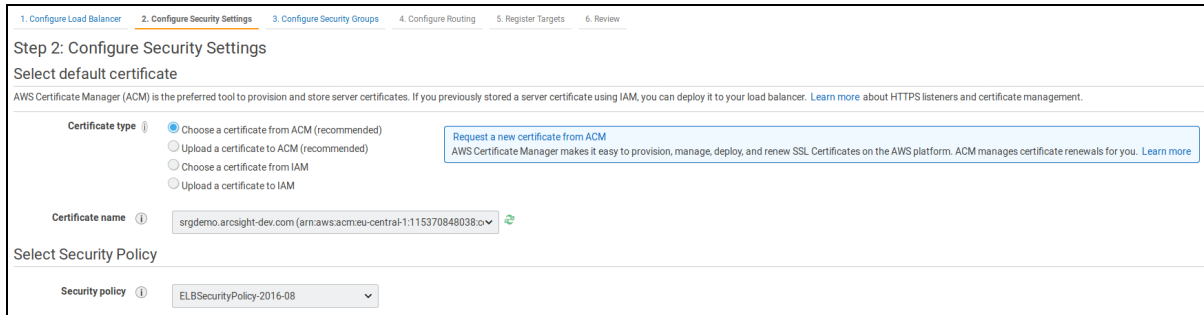 1. Configure Load Balancer 2. Configure Security Settings 3. Configure Security Groups 4. Configure Routing 5. Register Targets 6. Review
Step 2: Configure Security Settings
Select default certificate
AWS Certificate Manager (ACM) is the preferred tool to provision and store server certificates. If you previously stored a server certificate using IAM, you can deploy it to your load balancer. Learn more about HTTPS listeners and certificate management.
Certificate type i Choose a certificate from ACM (recommended)
Upload a certificate to ACM (recommended)
Choose a certificate from IAM
Upload a certificate to IAM
Request a new certificate from ACM
AWS Certificate Manager makes it easy to provision, manage, deploy, and renew SSL Certificates on the AWS platform. ACM manages certificate renewals for you. Learn more
Certificate name i srgdemo.arcsight-dev.com (arn:aws:acm:eu-central-1:115370848038:c
Select Security Policy
Security policy i ELBSecurityPolicy-2016-08